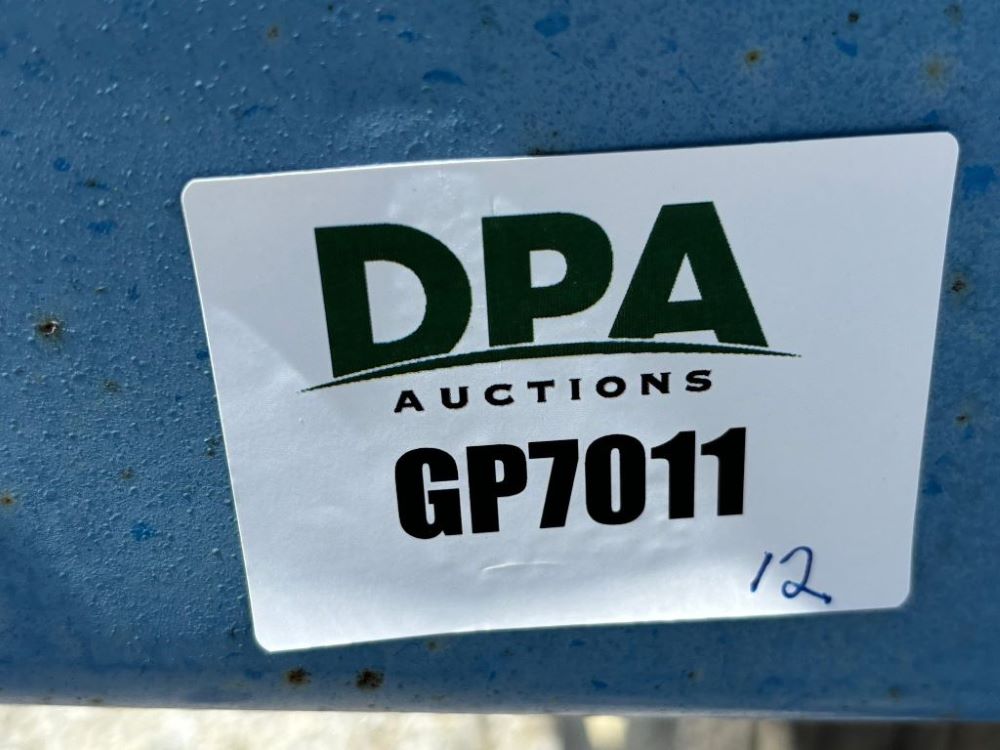 DPA
AUCTIONS
GP7011
12